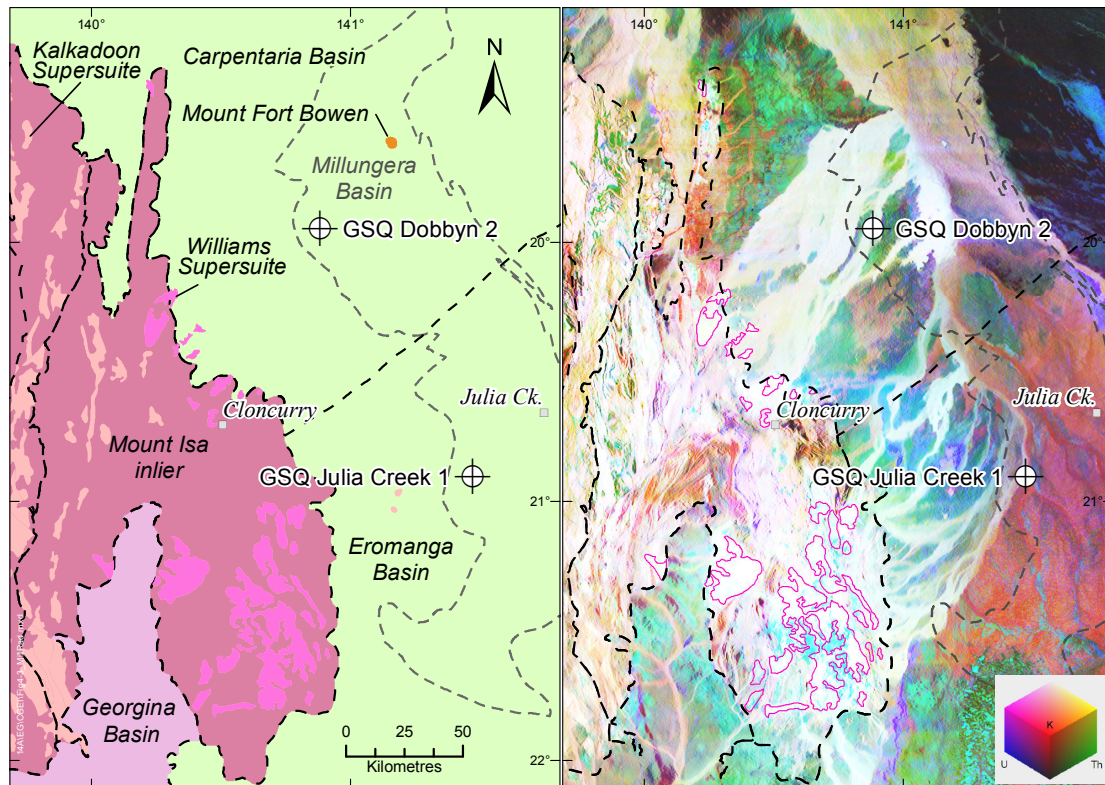 140°
141°
Kalkadoon
Supersuite
Carpentaria Basin
N
Mount Fort Bowen
Millungera
Basin
GSQ Dobbyn 2
20°
Williams
Supersuite
Cloncurry
Julia Ck.
Mount Isa
inlier
GSQ Julia Creek 1
21°
Eromanga
Basin
Georgina
Basin
0 25 50
Kilometres
22°
140°
141°
GSQ Dobbyn 2
20°
Cloncurry
Julia Ck.
GSQ Julia Creek 1
21°
K
U
Th